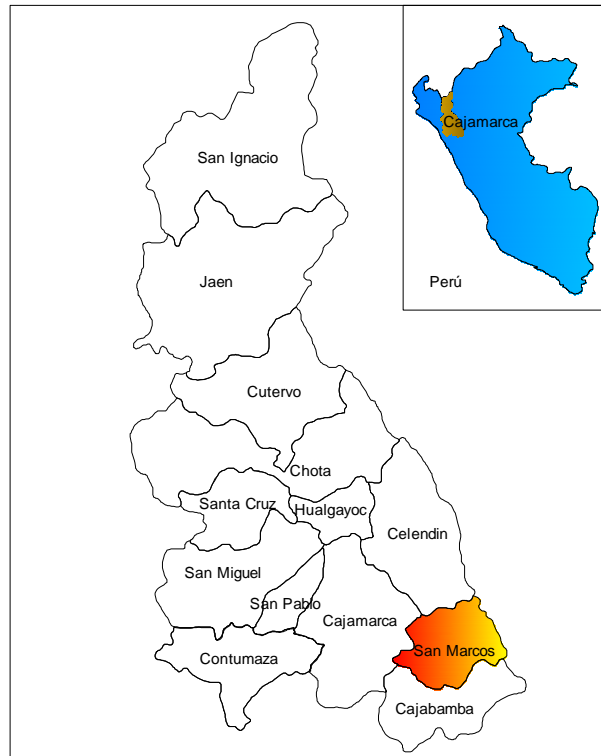 Cajamarca
San Ignacio
Jaen
Perú
Cutervo
Chota
Santa Cruz
Hualgayoc
Celendin
San Miguel
San Pablo
Cajamarca
San Marcos
Contumaza
Cajabamba